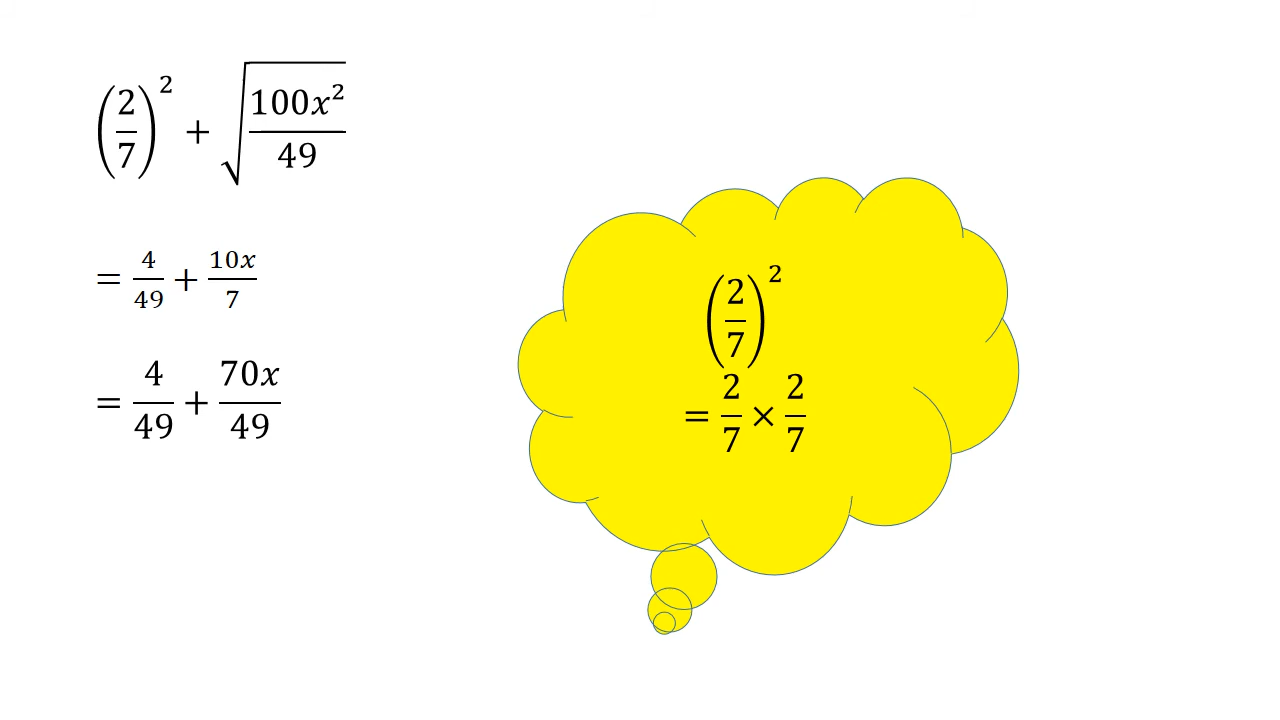 (2/7)² + √(100x²/49)
= 4/49 + 10x/7
= 4/49 + 70x/49
(2/7)²
= 2/7 × 2/7